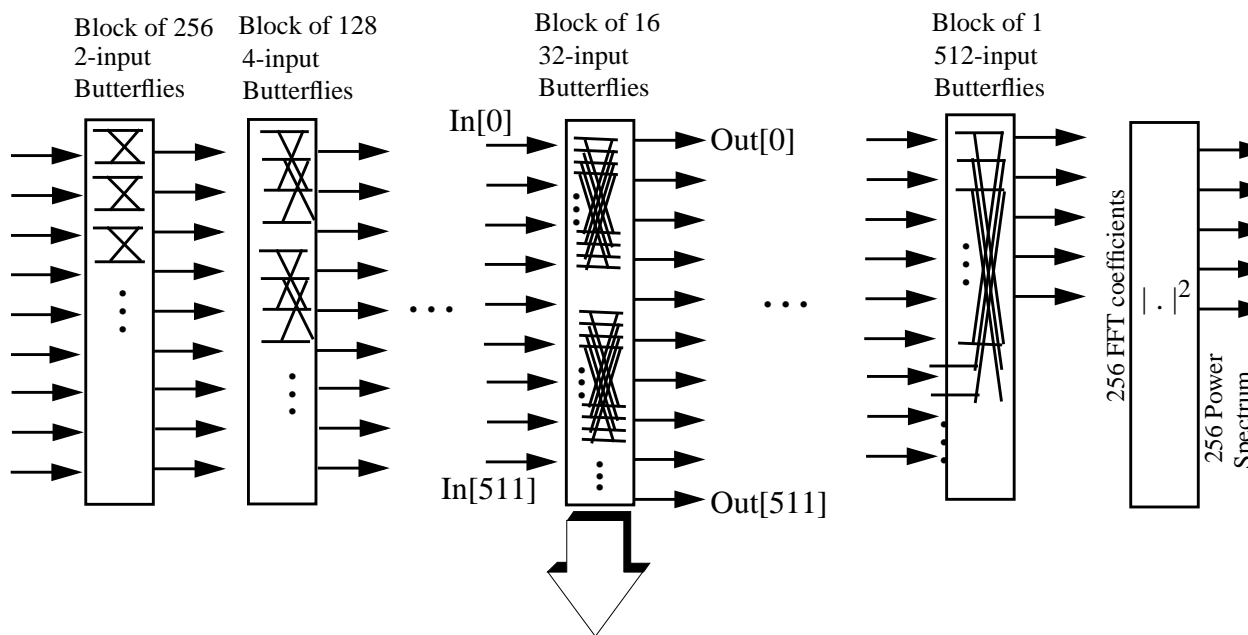 Block of 256
2-input
Butterflies
Block of 128
4-input
Butterflies
Block of 16
32-input
Butterflies
Block of 1
512-input
Butterflies
In[0]
Out[0]
In[511]
Out[511]
256 FFT coefficients
| . |²
256 Power
Spectrum